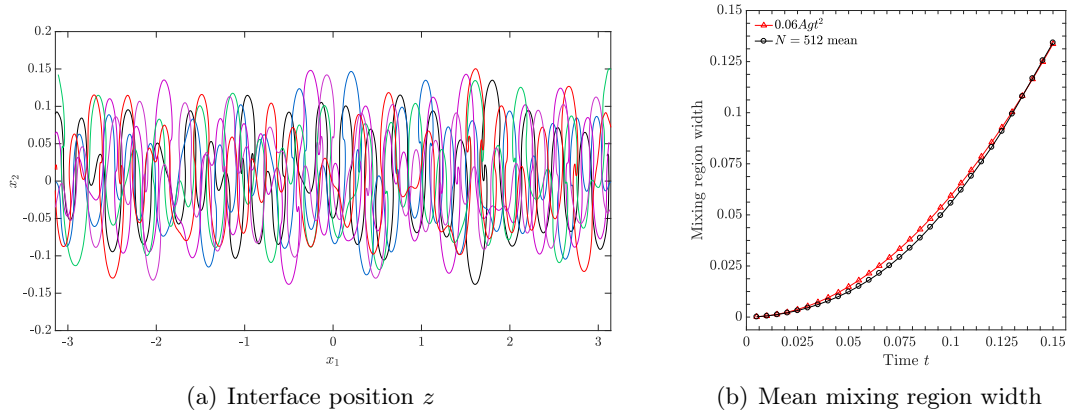 0.2
0.15
0.1
0.05
0
-0.05
-0.1
-0.15
-0.2
x₂
-3 -2 -1 0 1 2 3
x₁
(a) Interface position z
0.06Agt²
N = 512 mean
0.15
0.125
0.1
0.075
0.05
0.025
0
Mixing region width
0 0.025 0.05 0.075 0.1 0.125 0.15
Time t
(b) Mean mixing region width